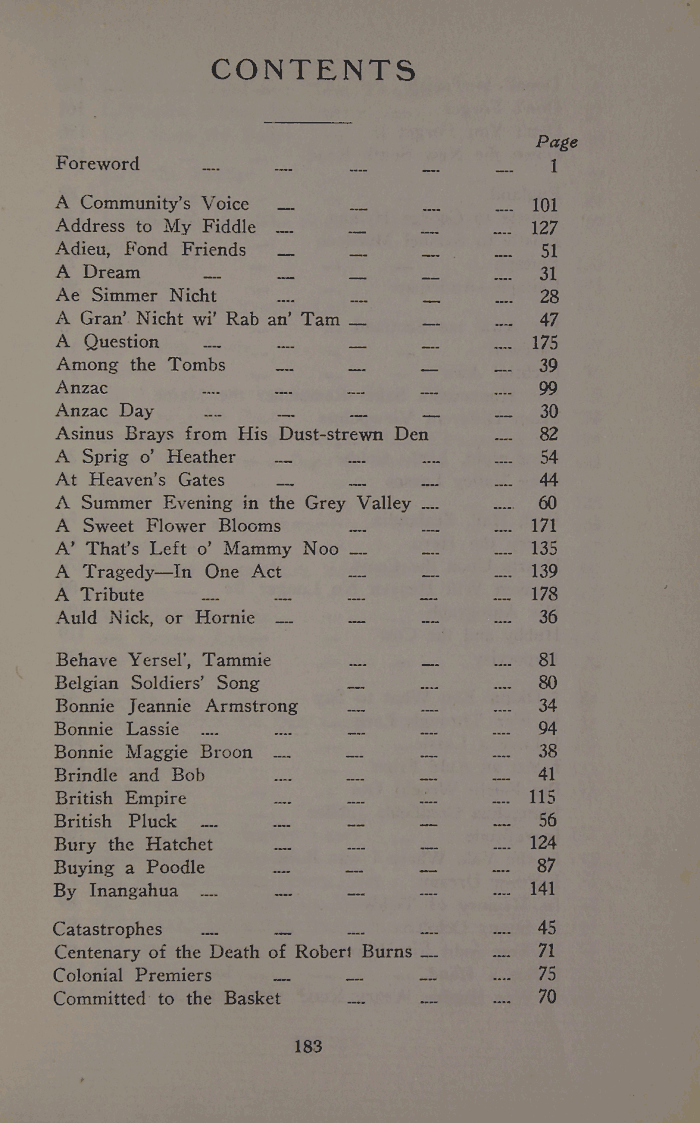 CONTENTS
Page
Foreword .... .... .... .... .... 1
A Community's Voice .... .... .... .... 101
Address to My Fiddle .... .... .... .... 127
Adieu, Fond Friends .... .... .... .... 51
A Dream .... .... .... .... .... 31
Ae Simmer Nicht .... .... .... .... 28
A Gran' Nicht wi' Rab an' Tam .... .... .... 47
A Question .... .... .... .... .... 175
Among the Tombs .... .... .... .... 39
Anzac .... .... .... .... .... 99
Anzac Day .... .... .... .... .... 30
Asinus Brays from His Dust-strewn Den .... 82
A Sprig o' Heather .... .... .... .... 54
At Heaven's Gates .... .... .... .... 44
A Summer Evening in the Grey Valley .... .... 60
A Sweet Flower Blooms .... .... .... 171
A' That's Left o' Mammy Noo .... .... .... 135
A Tragedy—In One Act .... .... .... 139
A Tribute .... .... .... .... .... 178
Auld Nick, or Hornie .... .... .... .... 36
Behave Yersel', Tammie .... .... .... 81
Belgian Soldiers' Song .... .... .... 80
Bonnie Jeannie Armstrong .... .... .... 34
Bonnie Lassie .... .... .... .... .... 94
Bonnie Maggie Broon .... .... .... .... 38
Brindle and Bob .... .... .... .... 41
British Empire .... .... .... .... 115
British Pluck .... .... .... .... .... 56
Bury the Hatchet .... .... .... .... 124
Buying a Poodle .... .... .... .... 87
By Inangahua .... .... .... .... .... 141
Catastrophes .... .... .... .... .... 45
Centenary of the Death of Robert Burns .... .... 71
Colonial Premiers .... .... .... .... 75
Committed to the Basket .... .... .... 70
183